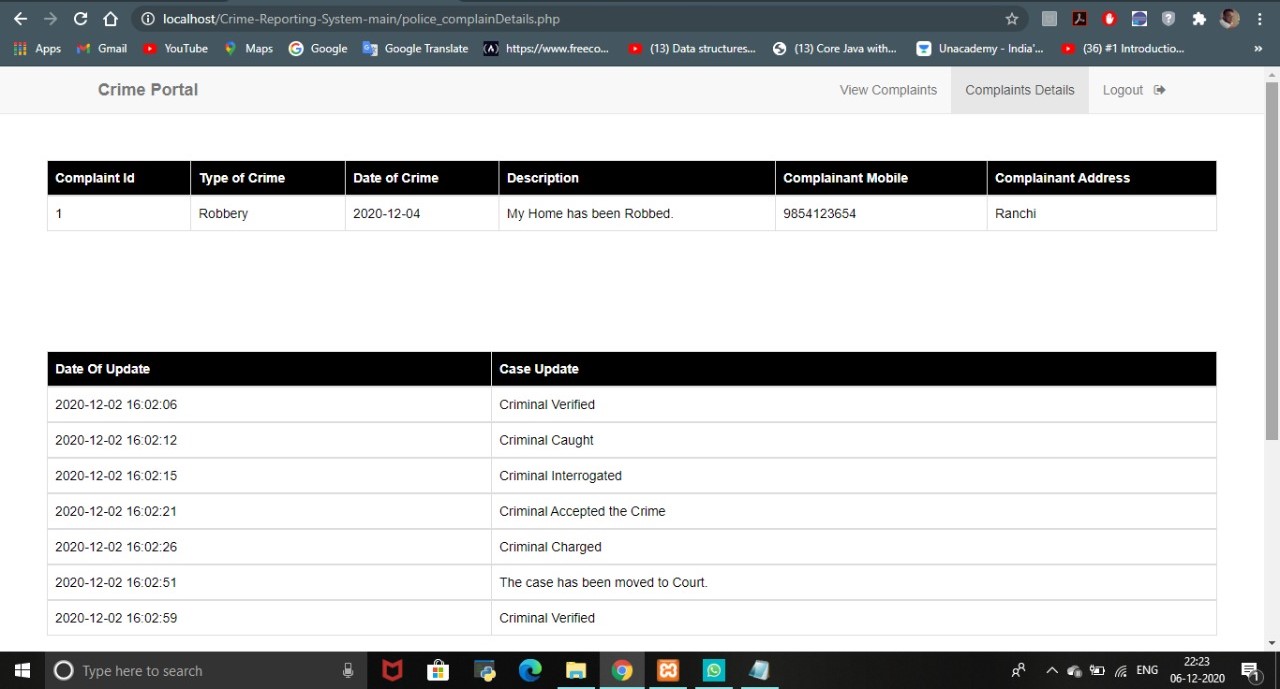 localhost/Crime-Reporting-System-main/police_complainDetails.php
Apps Gmail YouTube Maps Google Google Translate https://www.freeco... (13) Data structures... (13) Core Java with... Unacademy - India'... (36) #1 Introductio... »
Crime Portal View Complaints Complaints Details Logout
Complaint Id Type of Crime Date of Crime Description Complainant Mobile Complainant Address
1 Robbery 2020-12-04 My Home has been Robbed. 9854123654 Ranchi
Date Of Update Case Update
2020-12-02 16:02:06 Criminal Verified
2020-12-02 16:02:12 Criminal Caught
2020-12-02 16:02:15 Criminal Interrogated
2020-12-02 16:02:21 Criminal Accepted the Crime
2020-12-02 16:02:26 Criminal Charged
2020-12-02 16:02:51 The case has been moved to Court.
2020-12-02 16:02:59 Criminal Verified
Type here to search ENG 22:23
06-12-2020 1